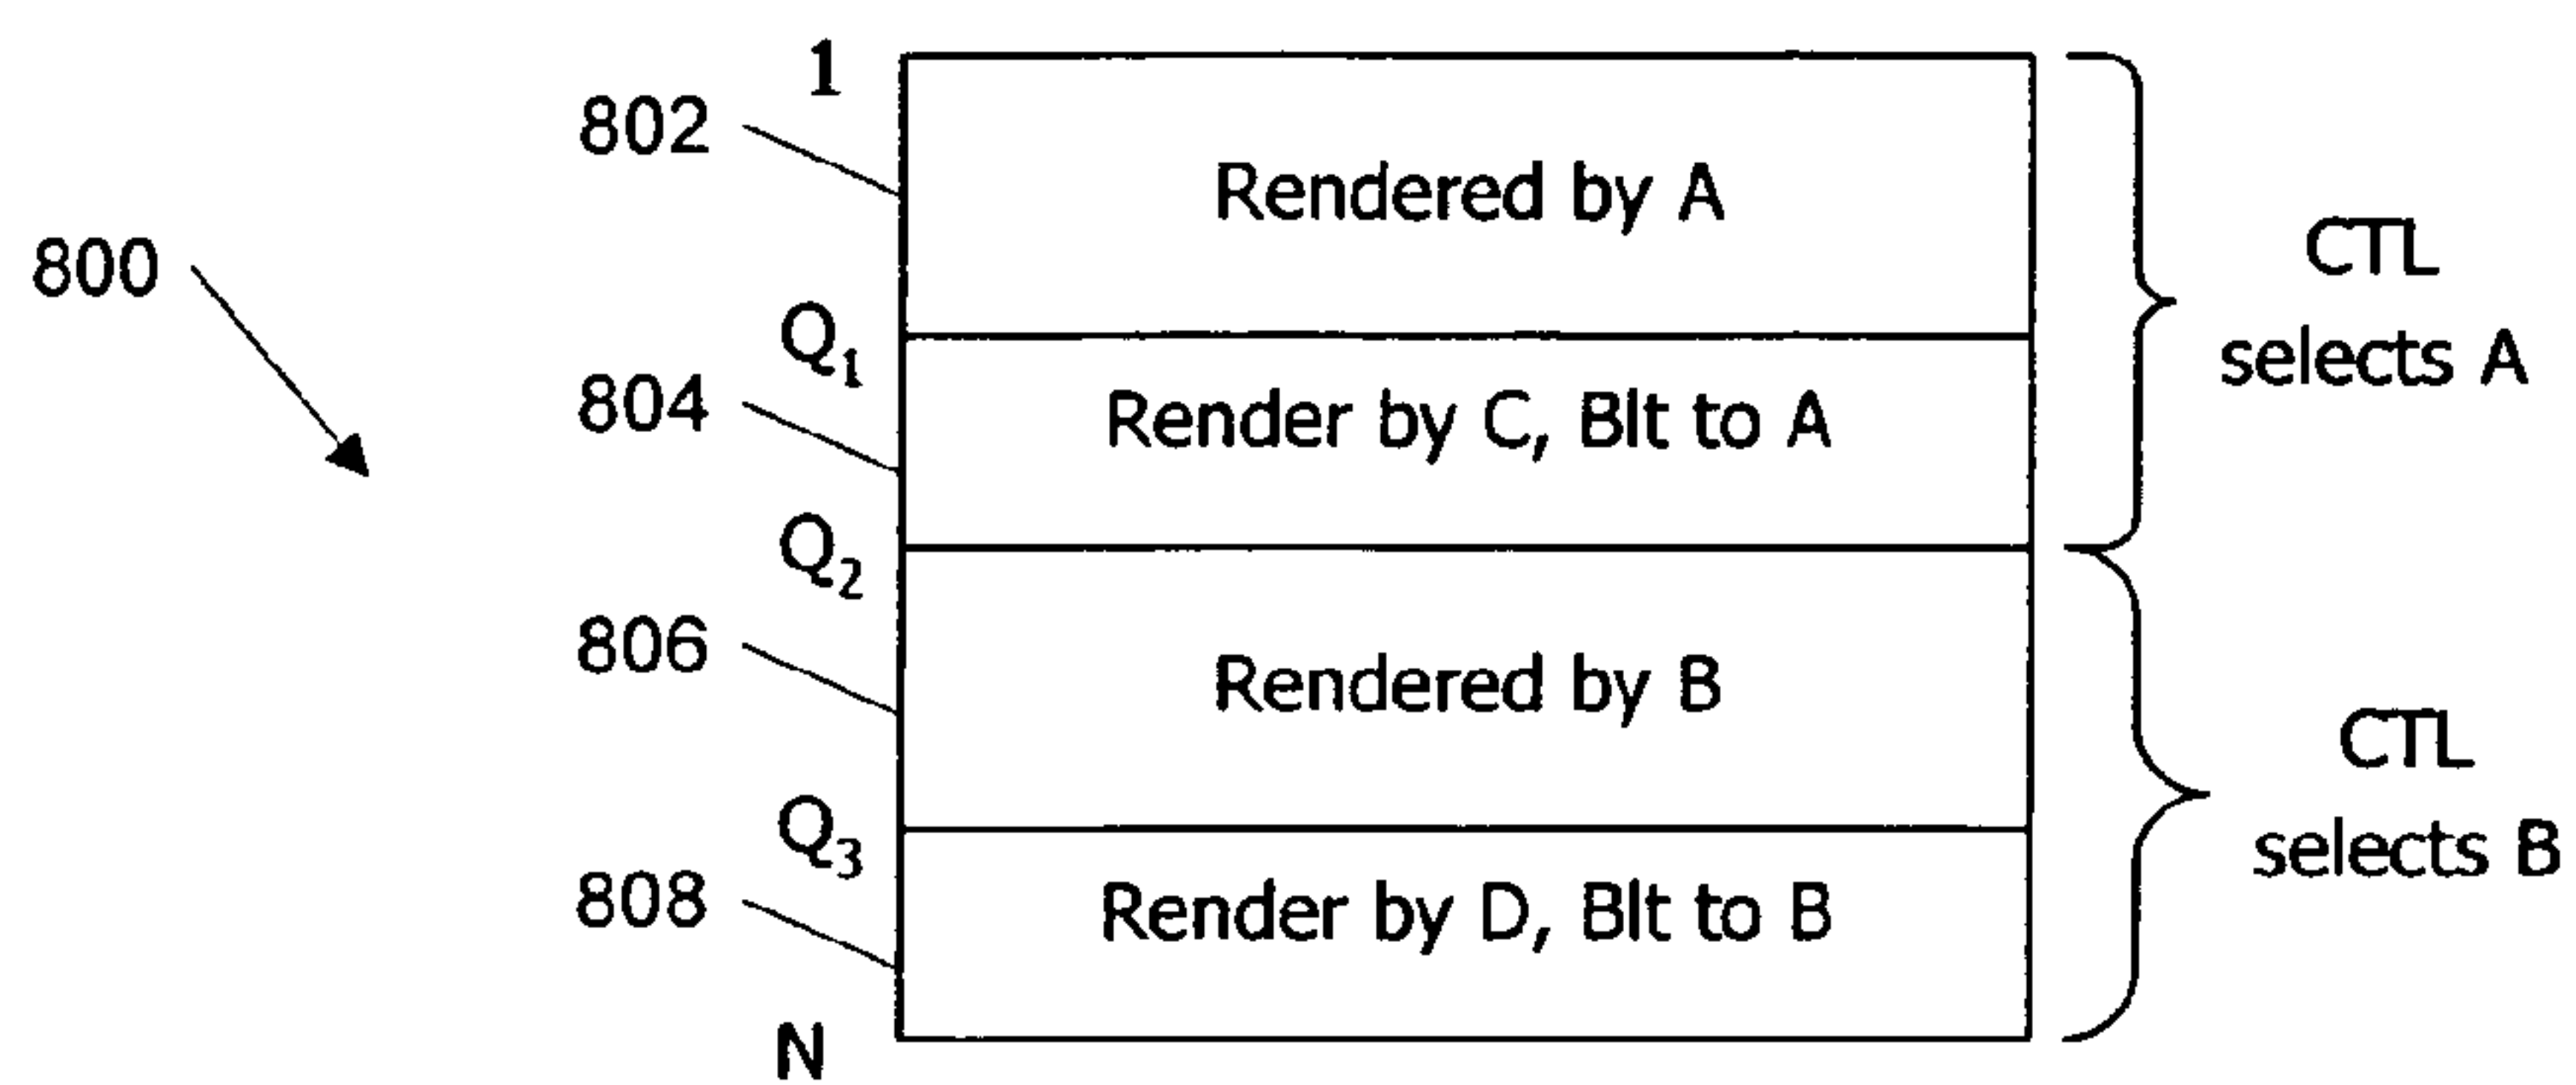 1
802
Rendered by A
800
CTL
selects A
Q1
804
Render by C, Blt to A
Q2
806
Rendered by B
CTL
selects B
Q3
808
Render by D, Blt to B
N